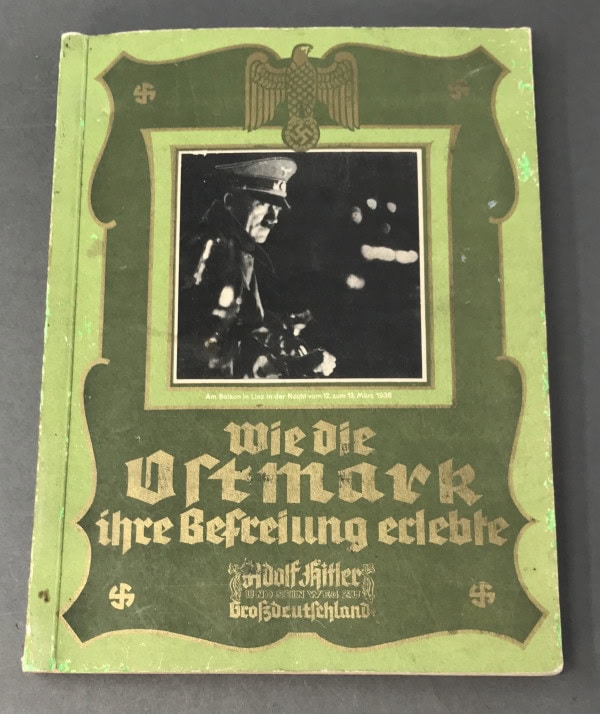 Am Balkon in Linz in der Nacht vom 12. zum 13. März 1938
Wie die
Ostmark
ihre Befreiung erlebte
Adolf Hitler
UND SEIN WEG ZU
Großdeutschland